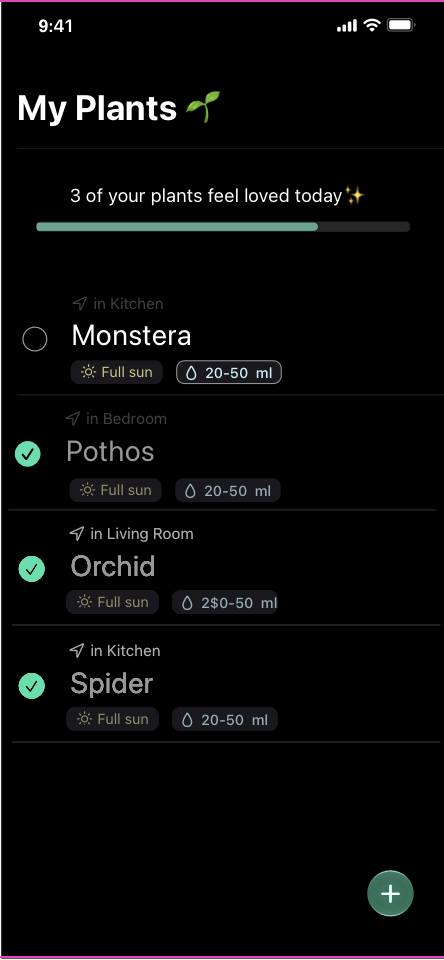 9:41
My Plants 🌱
3 of your plants feel loved today✨
in Kitchen
Monstera
Full sun 20-50 ml
in Bedroom
Pothos
Full sun 20-50 ml
in Living Room
Orchid
Full sun 2$0-50 ml
in Kitchen
Spider
Full sun 20-50 ml